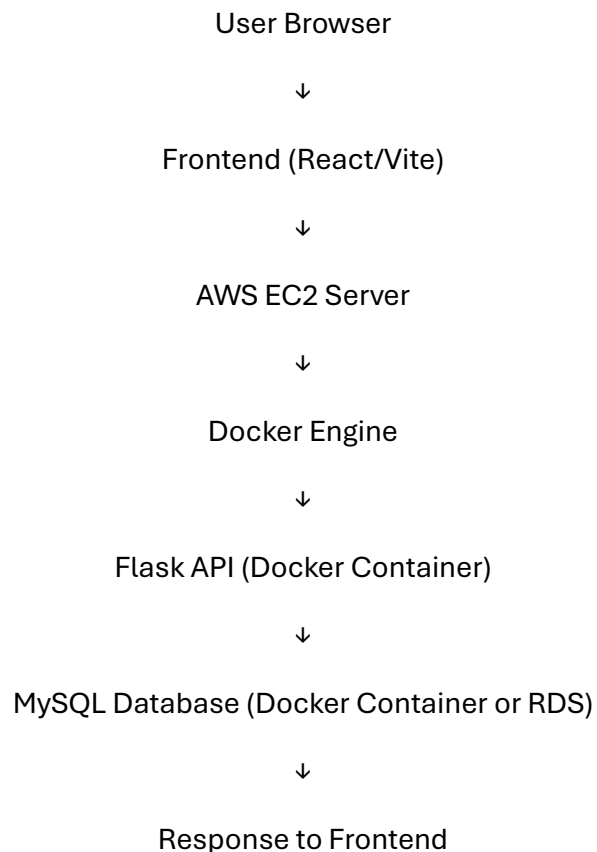 User Browser
↓
Frontend (React/Vite)
↓
AWS EC2 Server
↓
Docker Engine
↓
Flask API (Docker Container)
↓
MySQL Database (Docker Container or RDS)
↓
Response to Frontend